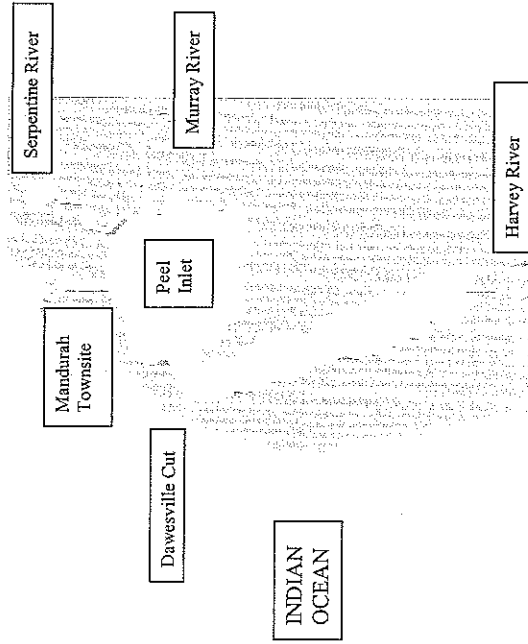 Serpentine River
Murray River
Mandurah
Townsite
Peel
Inlet
Dawesville Cut
INDIAN
OCEAN
Harvey River